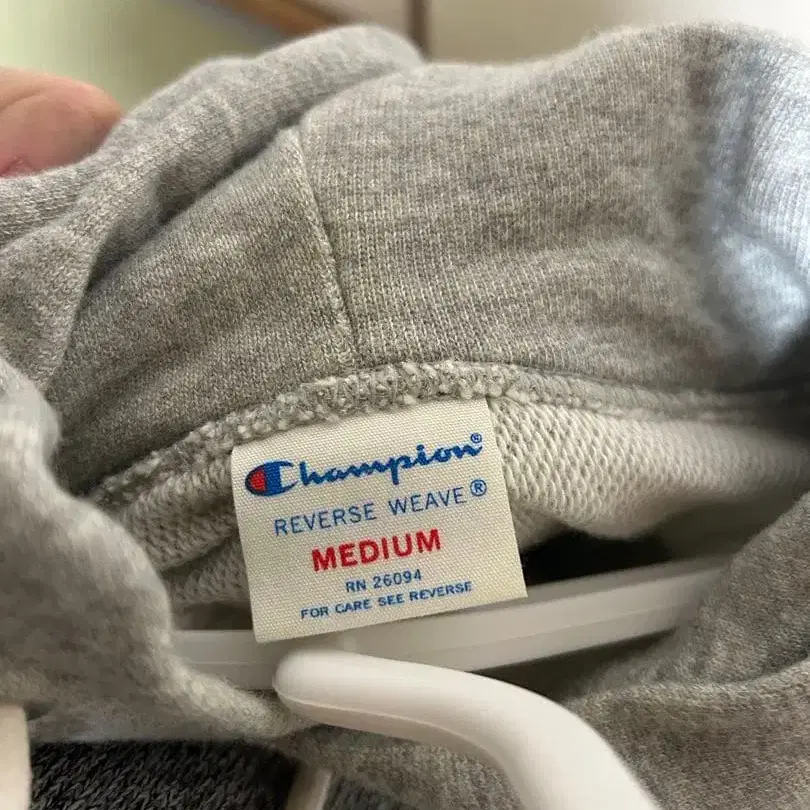 Champion®
REVERSE WEAVE®
MEDIUM
RN 26094
FOR CARE SEE REVERSE